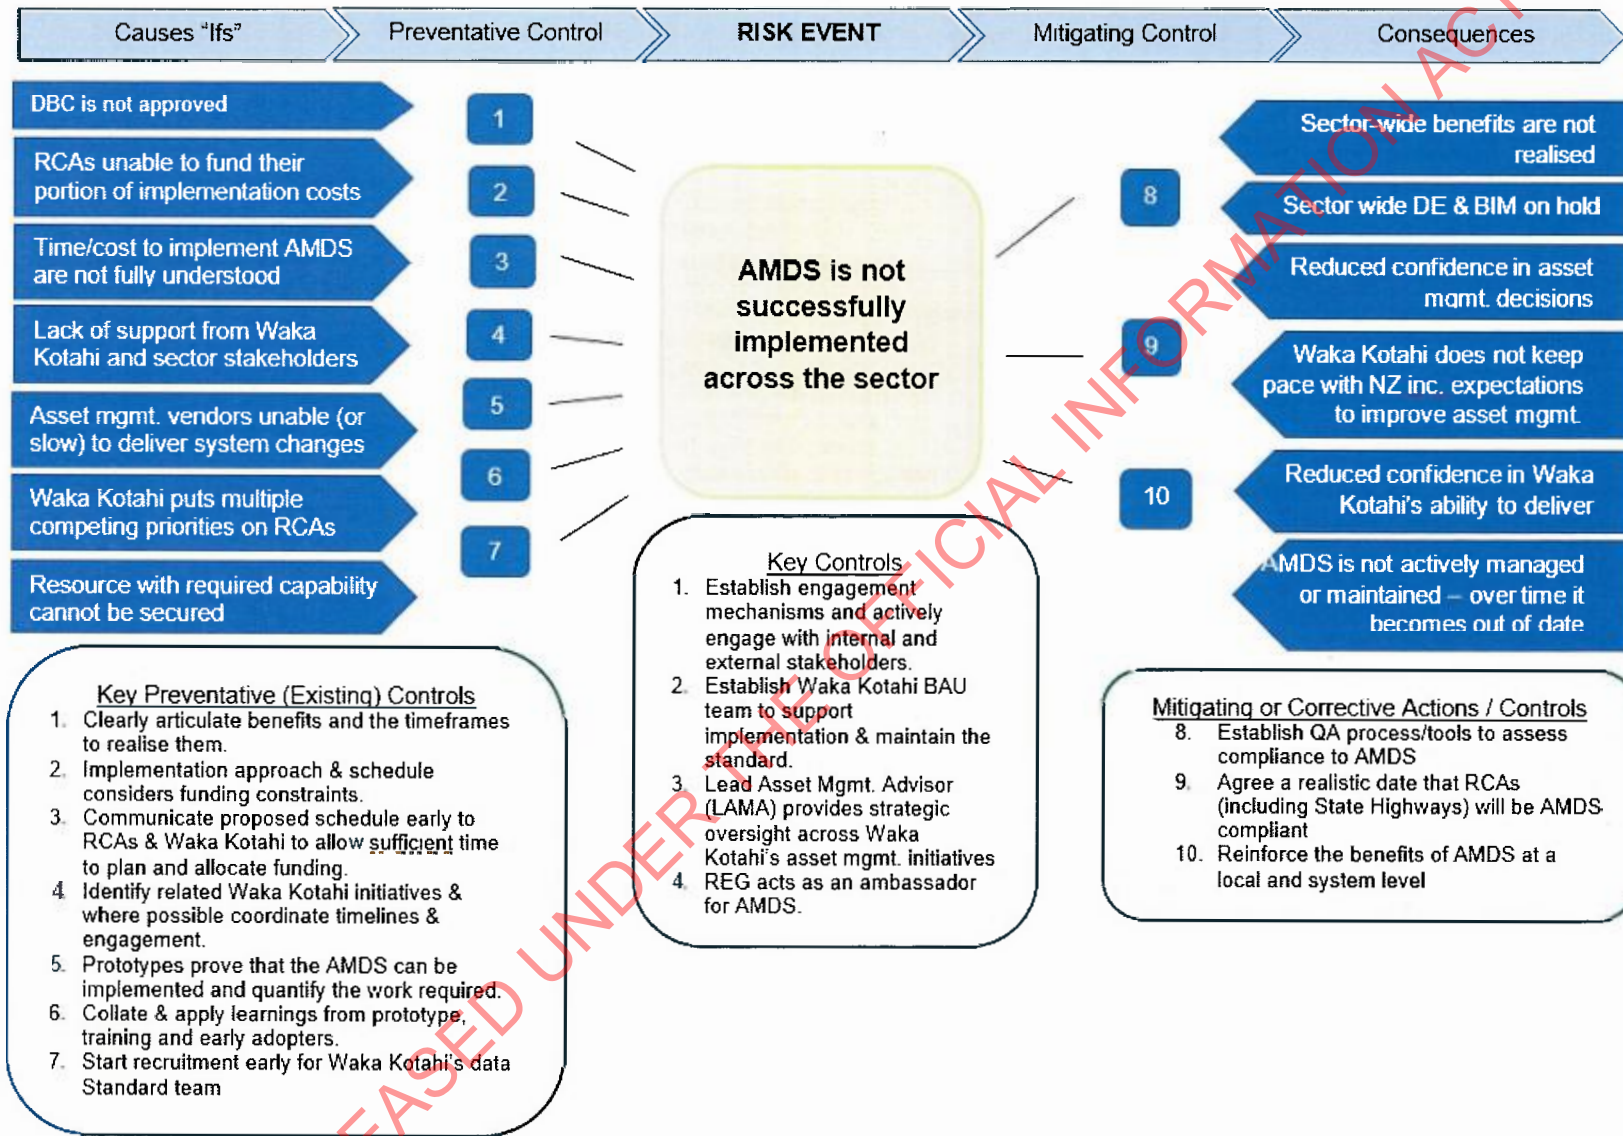 Causes "Ifs"
Preventative Control
RISK EVENT
Mitigating Control
Consequences
DBC is not approved
RCAs unable to fund their
portion of implementation costs
Time/cost to implement AMDS
are not fully understood
Lack of support from Waka
Kotahi and sector stakeholders
Asset mgmt. vendors unable (or
slow) to deliver system changes
Waka Kotahi puts multiple
competing priorities on RCAs
Resource with required capability
cannot be secured
1
2
3
4
5
6
7
AMDS is not
successfully
implemented
across the sector
8
9
10
Sector-wide benefits are not
realised
Sector wide DE & BIM on hold
Reduced confidence in asset
mgmt. decisions
Waka Kotahi does not keep
pace with NZ inc. expectations
to improve asset mgmt.
Reduced confidence in Waka
Kotahi's ability to deliver
AMDS is not actively managed
or maintained – over time it
becomes out of date
Key Preventative (Existing) Controls
1. Clearly articulate benefits and the timeframes
to realise them.
2. Implementation approach & schedule
considers funding constraints.
3. Communicate proposed schedule early to
RCAs & Waka Kotahi to allow sufficient time
to plan and allocate funding.
4. Identify related Waka Kotahi initiatives &
where possible coordinate timelines &
engagement.
5. Prototypes prove that the AMDS can be
implemented and quantify the work required.
6. Collate & apply learnings from prototype,
training and early adopters.
7. Start recruitment early for Waka Kotahi's data
Standard team
Key Controls
1. Establish engagement
mechanisms and actively
engage with internal and
external stakeholders.
2. Establish Waka Kotahi BAU
team to support
implementation & maintain the
standard.
3. Lead Asset Mgmt. Advisor
(LAMA) provides strategic
oversight across Waka
Kotahi's asset mgmt. initiatives
4. REG acts as an ambassador
for AMDS.
Mitigating or Corrective Actions / Controls
8. Establish QA process/tools to assess
compliance to AMDS
9. Agree a realistic date that RCAs
(including State Highways) will be AMDS
compliant
10. Reinforce the benefits of AMDS at a
local and system level
EASED UNDER THE OFFICIAL INFORMATION ACT